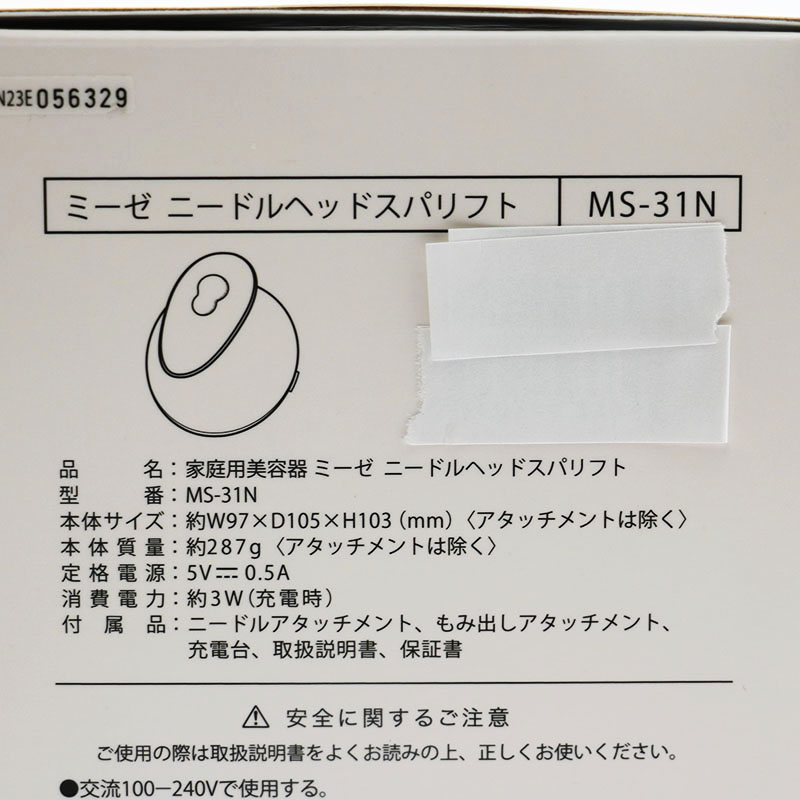 N23E056329
ミーゼ ニードルヘッドスパリフト MS-31N
品名：家庭用美容器 ミーゼ ニードルヘッドスパリフト
型番：MS-31N
本体サイズ：約W97×D105×H103（mm）〈アタッチメントは除く〉
本体質量：約287g〈アタッチメントは除く〉
定格電源：5V⎓0.5A
消費電力：約3W（充電時）
付属品：ニードルアタッチメント、もみ出しアタッチメント、
充電台、取扱説明書、保証書
⚠ 安全に関するご注意
ご使用の際は取扱説明書をよくお読みの上、正しくお使いください。
●交流100−240Vで使用する。